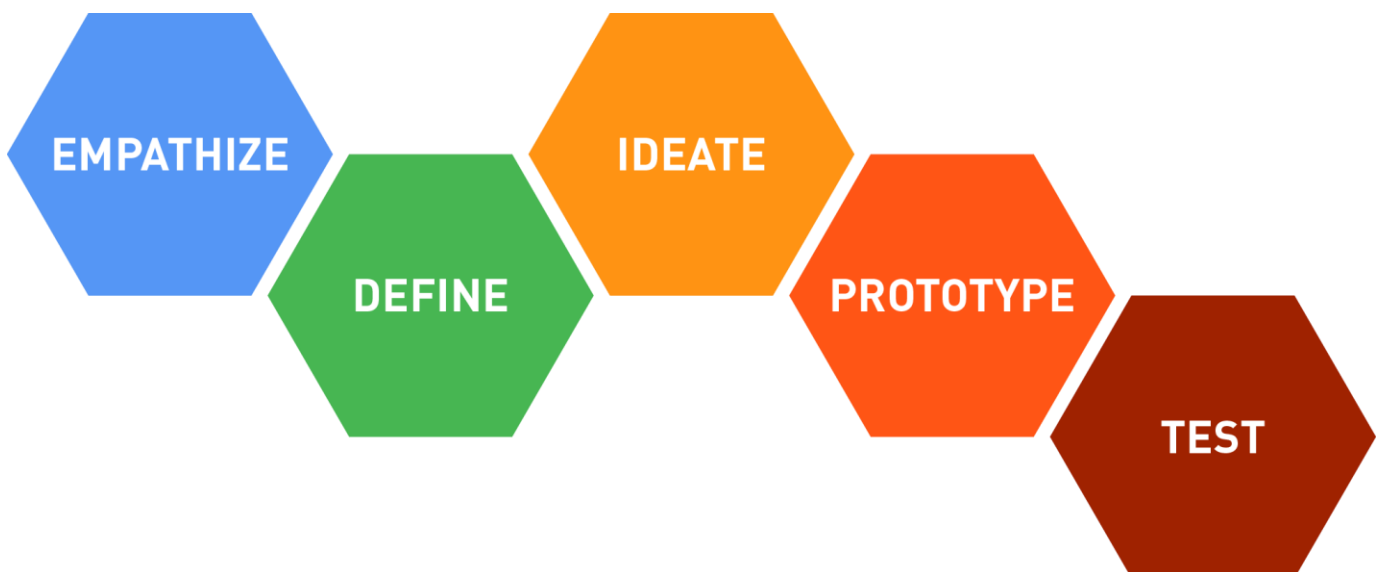 EMPATHIZE
DEFINE
IDEATE
PROTOTYPE
TEST